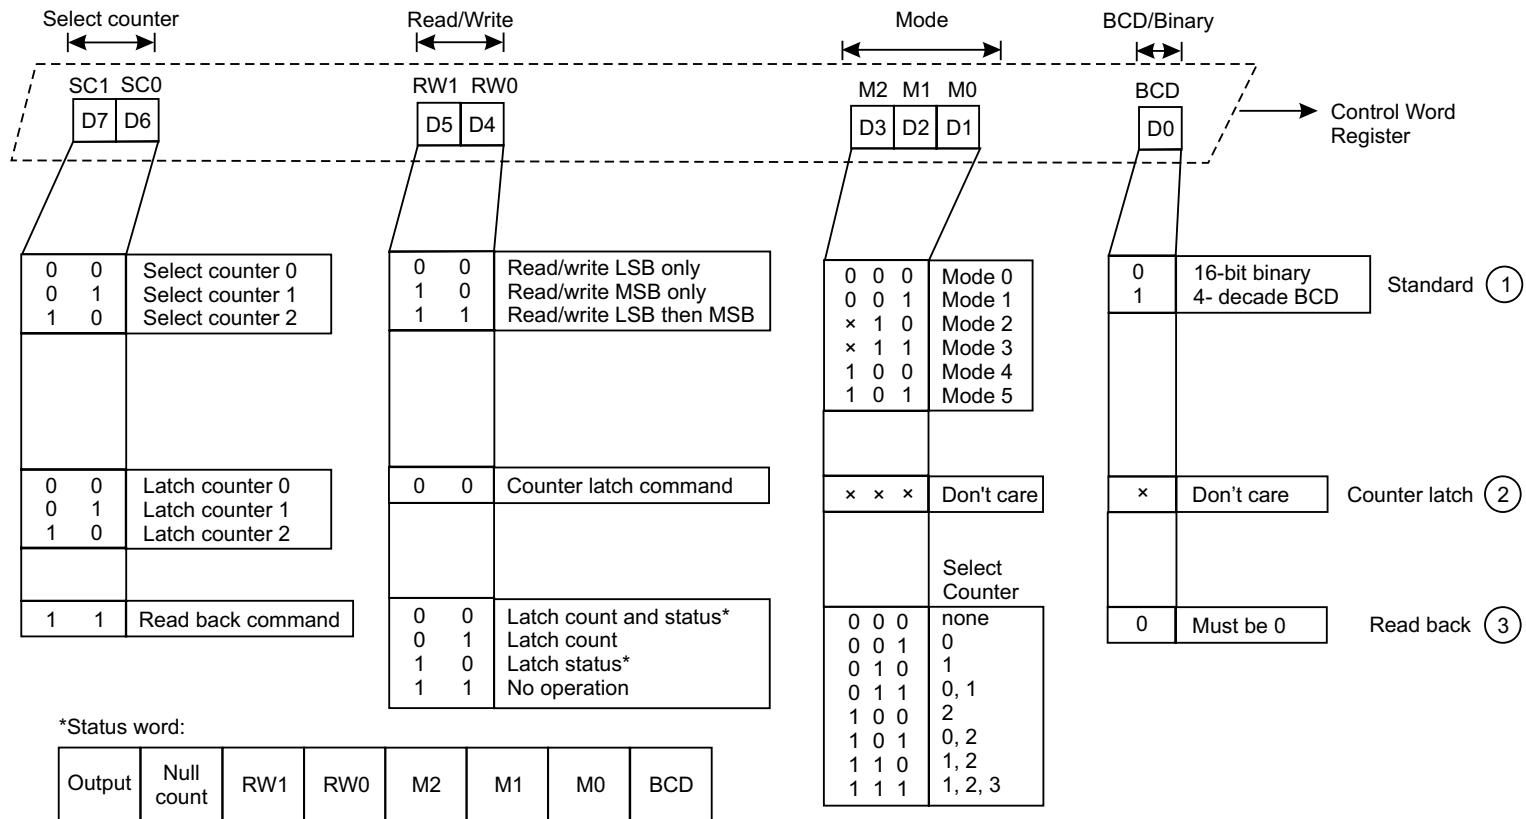 Select counter Read/Write Mode BCD/Binary
SC1 SC0 RW1 RW0 M2 M1 M0 BCD
D7 D6 D5 D4 D3 D2 D1 D0
Control Word
Register
0 0 Select counter 0
0 1 Select counter 1
1 0 Select counter 2
0 0 Read/write LSB only
1 0 Read/write MSB only
1 1 Read/write LSB then MSB
0 0 0 Mode 0
0 0 1 Mode 1
× 1 0 Mode 2
× 1 1 Mode 3
1 0 0 Mode 4
1 0 1 Mode 5
0 16-bit binary
1 4- decade BCD
Standard 1
0 0 Latch counter 0
0 1 Latch counter 1
1 0 Latch counter 2
0 0 Counter latch command
× × × Don't care
× Don’t care
Counter latch 2
1 1 Read back command
0 0 Latch count and status*
0 1 Latch count
1 0 Latch status*
1 1 No operation
Select
Counter
0 0 0 none
0 0 1 0
0 1 0 1
0 1 1 0, 1
1 0 0 2
1 0 1 0, 2
1 1 0 1, 2
1 1 1 1, 2, 3
0 Must be 0
Read back 3
*Status word:
Output Null count RW1 RW0 M2 M1 M0 BCD